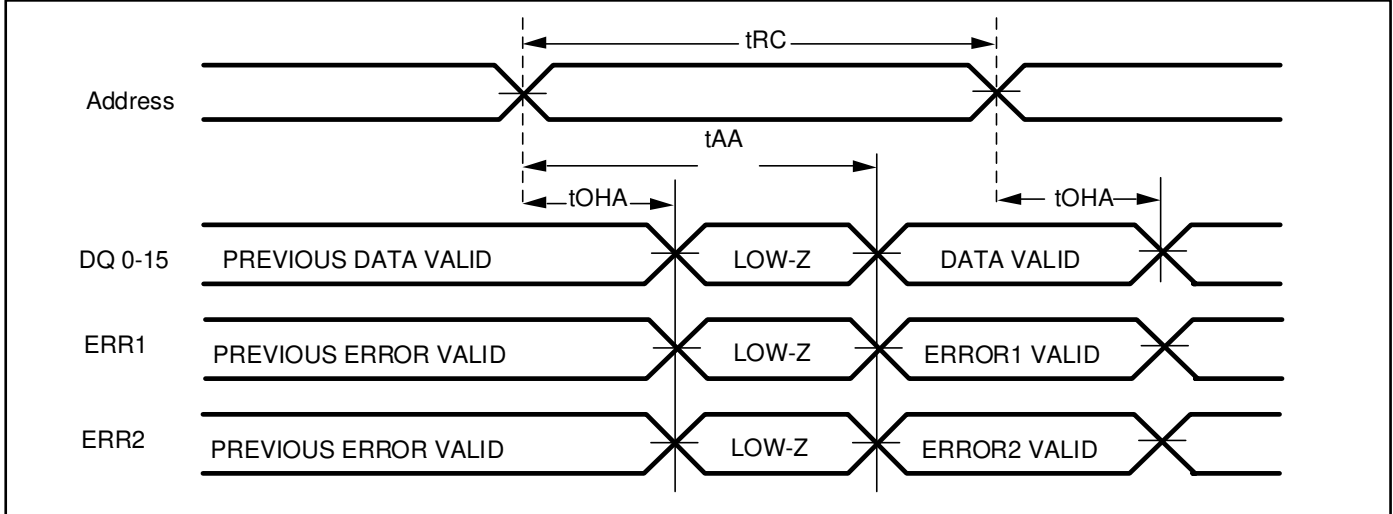 tRC
Address
tAA
tOHA
tOHA
DQ 0-15 PREVIOUS DATA VALID LOW-Z DATA VALID
ERR1 PREVIOUS ERROR VALID LOW-Z ERROR1 VALID
ERR2 PREVIOUS ERROR VALID LOW-Z ERROR2 VALID